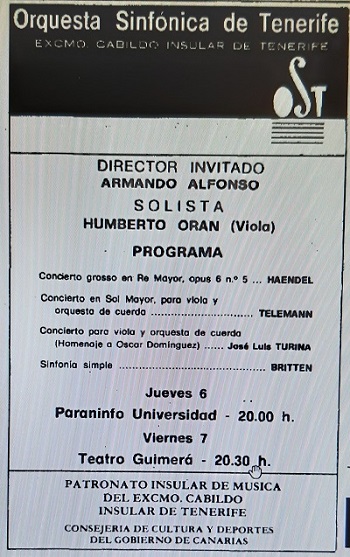 Orquesta Sinfónica de Tenerife
EXCMO. CABILDO INSULAR DE TENERIFE
OST
DIRECTOR INVITADO
ARMANDO ALFONSO
SOLISTA
HUMBERTO ORAN (Viola)
PROGRAMA
Concierto grosso en Re Mayor, opus 6 n.º 5 ... HAENDEL
Concierto en Sol Mayor, para viola y
orquesta de cuerda ........................... TELEMANN
Concierto para viola y orquesta de cuerda
(Homenaje a Oscar Domínguez) ...... José Luis TURINA
Sinfonía simple ...................................... BRITTEN
Jueves 6
Paraninfo Universidad - 20.00 h.
Viernes 7
Teatro Guimerá - 20.30 h.
PATRONATO INSULAR DE MUSICA
DEL EXCMO. CABILDO
INSULAR DE TENERIFE
CONSEJERIA DE CULTURA Y DEPORTES
DEL GOBIERNO DE CANARIAS